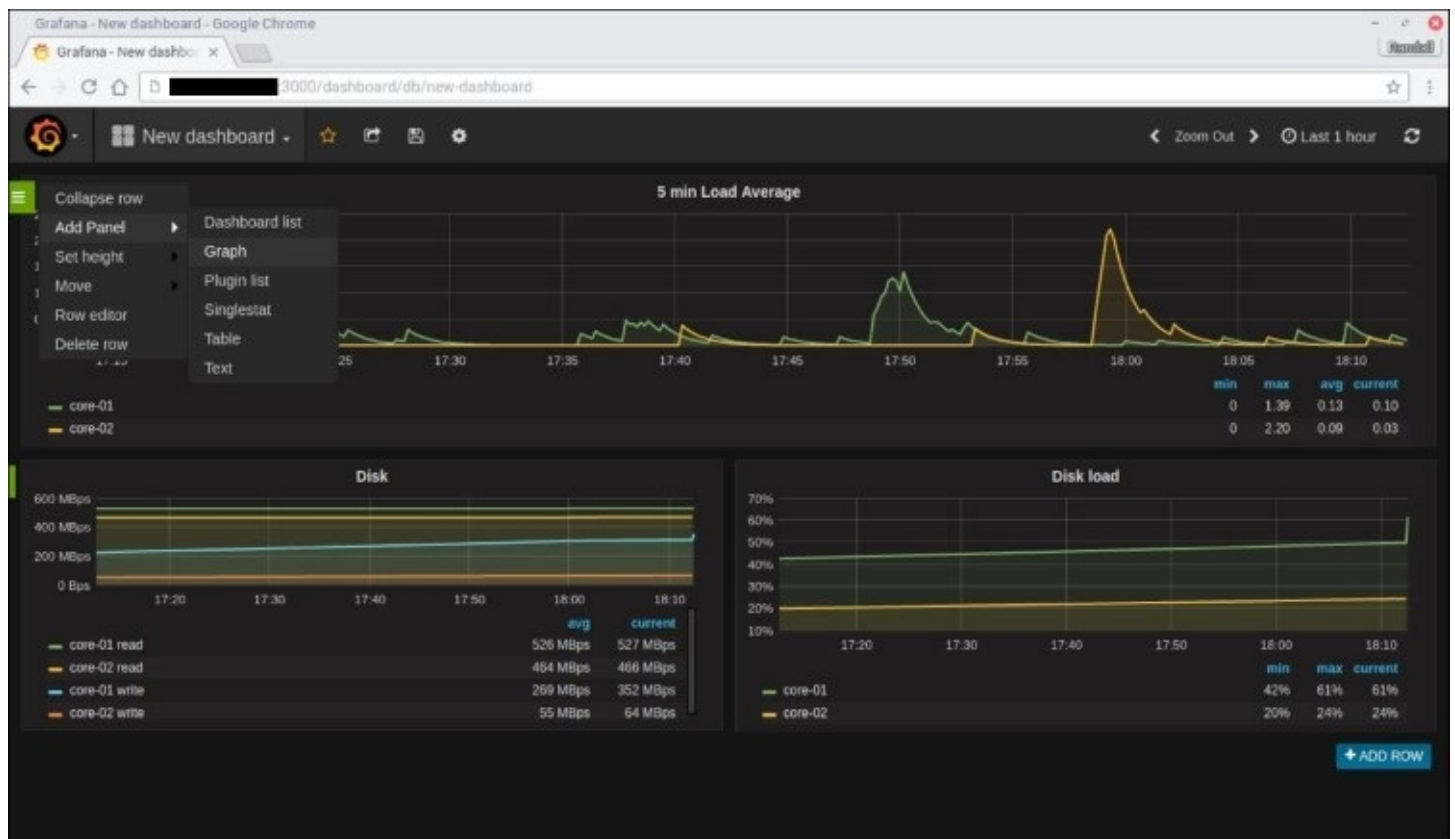 Grafana - New dashboard - Google Chrome
Grafana - New dashbo
:3000/dashboard/db/new-dashboard
New dashboard
Zoom Out
Last 1 hour
5 min Load Average
Collapse row
Add Panel
Set height
Move
Row editor
Delete row
Dashboard list
Graph
Plugin list
Singlestat
Table
Text
17:30 17:35 17:40 17:45 17:50 17:55 18:00 18:05 18:10
min max avg current
core-01 0 1.39 0.13 0.10
core-02 0 2.20 0.09 0.03
Disk
600 MBps
400 MBps
200 MBps
0 Bps
17:20 17:30 17:40 17:50 18:00 18:10
avg current
core-01 read 526 MBps 527 MBps
core-02 read 464 MBps 466 MBps
core-01 write 269 MBps 352 MBps
core-02 write 55 MBps 64 MBps
Disk load
70%
60%
50%
40%
30%
20%
10%
17:20 17:30 17:40 17:50 18:00 18:10
min max current
core-01 42% 61% 61%
core-02 20% 24% 24%
+ ADD ROW